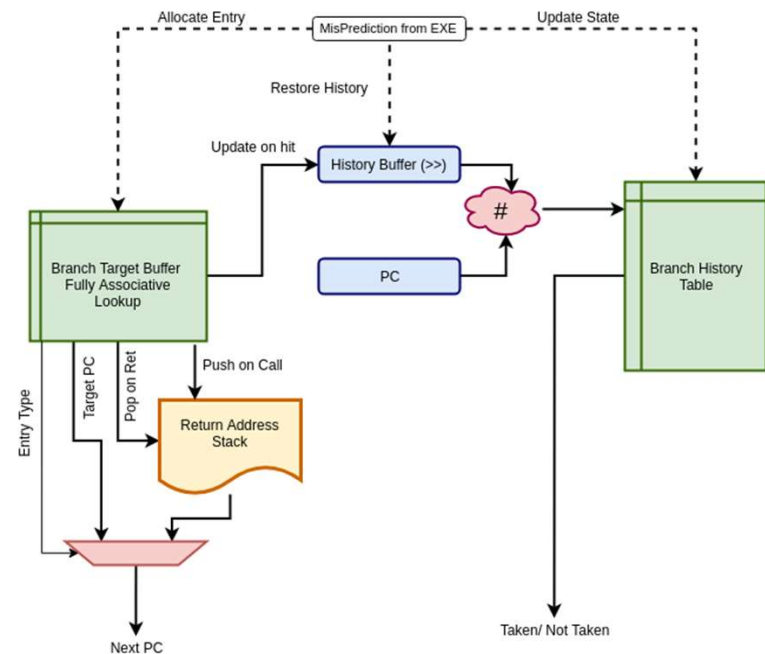 Allocate Entry
MisPrediction from EXE
Update State
Restore History
Update on hit
History Buffer (>>)
#
Branch Target Buffer
Fully Associative
Lookup
PC
Branch History
Table
Entry Type
Target PC
Pop on Ret
Push on Call
Return Address
Stack
Taken/ Not Taken
Next PC